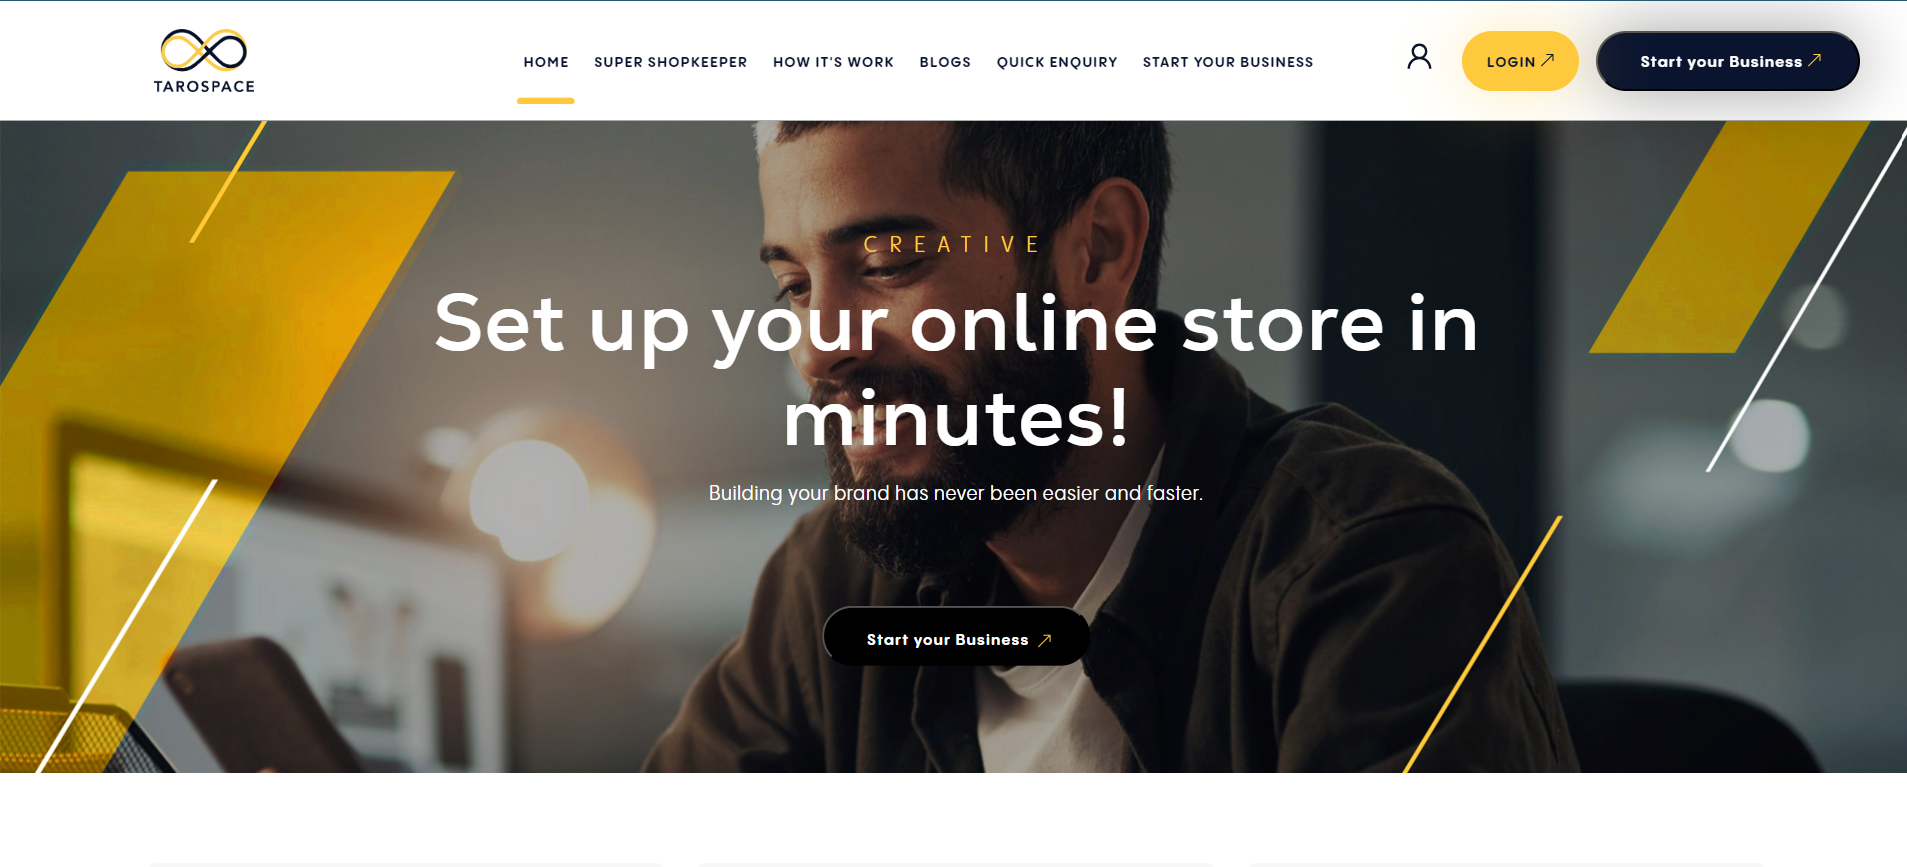 TAROSPACE
HOME
SUPER SHOPKEEPER
HOW IT'S WORK
BLOGS
QUICK ENQUIRY
START YOUR BUSINESS
LOGIN
Start your Business
CREATIVE
Set up your online store in
minutes!
Building your brand has never been easier and faster.
Start your Business